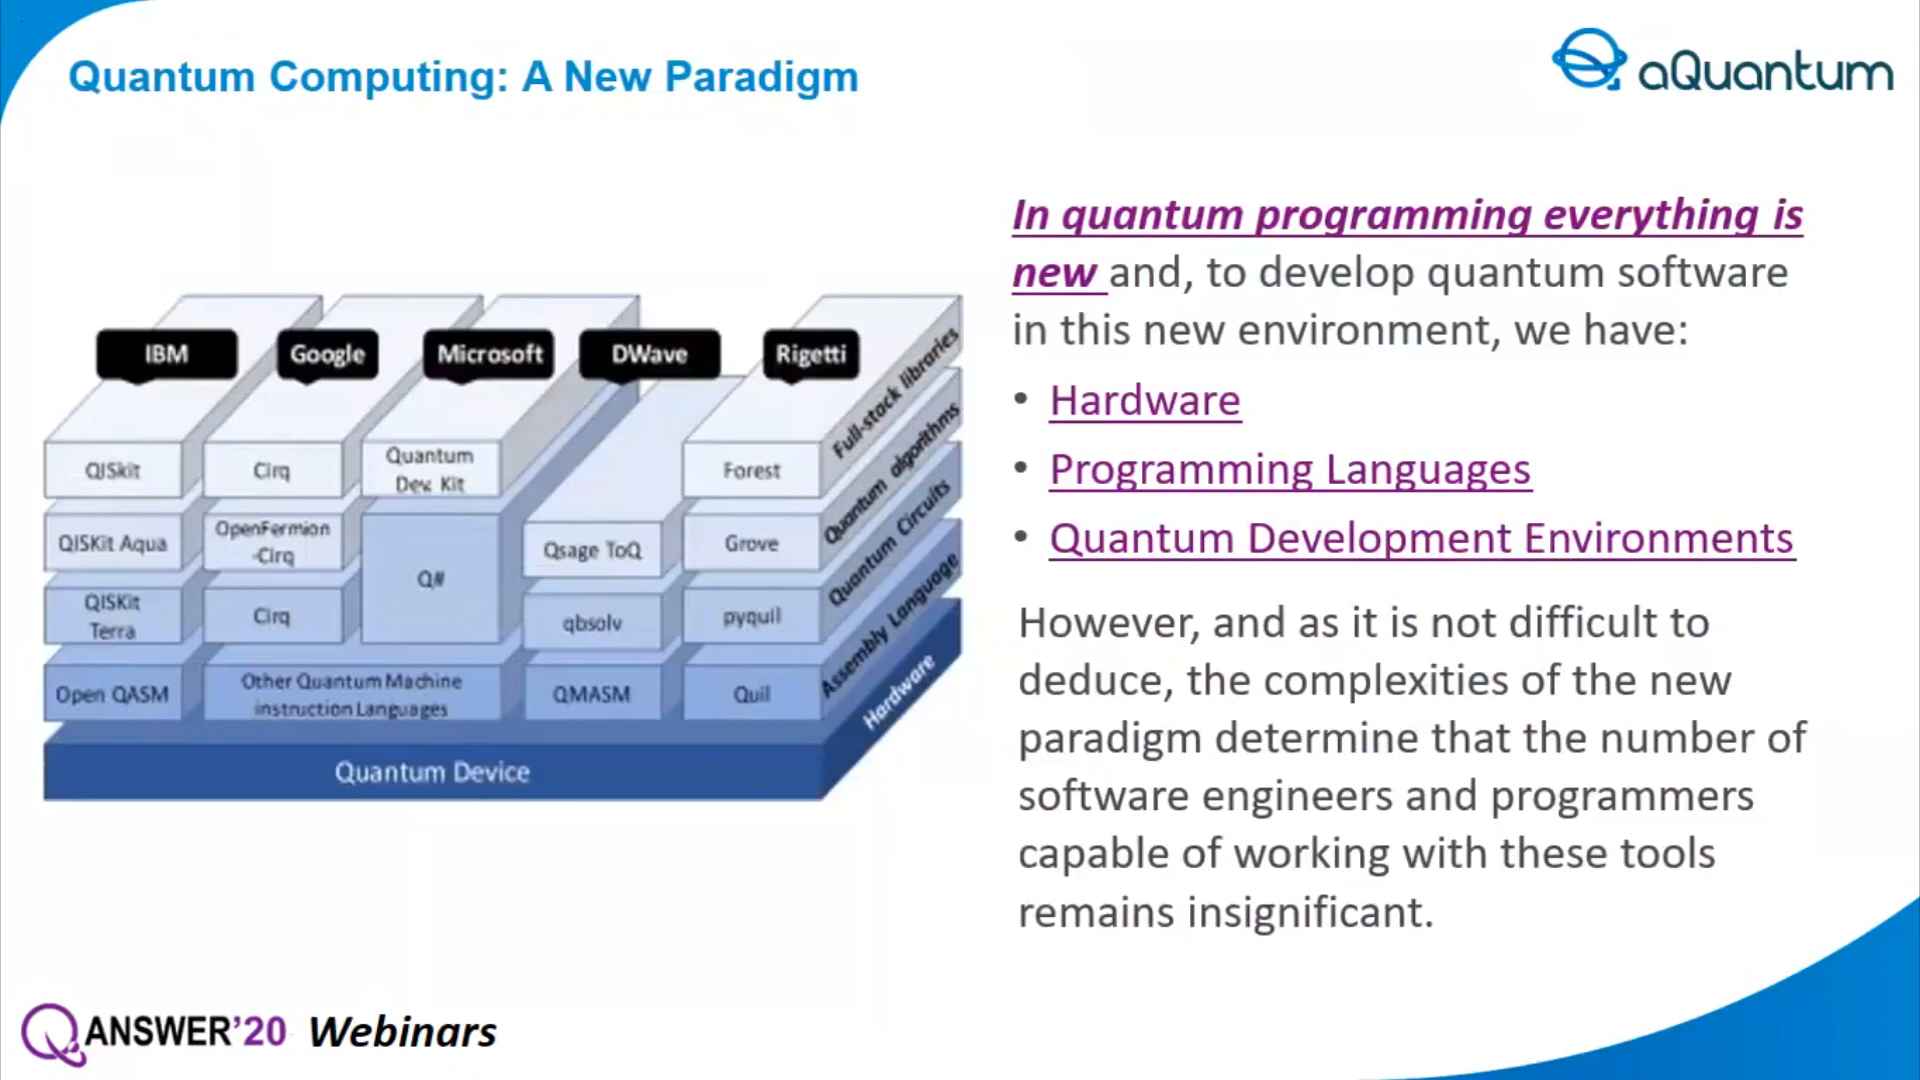 Quantum Computing: A New Paradigm
aQuantum
IBM
Google
Microsoft
DWave
Rigetti
QISkit
Cirq
Quantum
Dev. Kit
Forest
Full-stack libraries
QISKit Aqua
OpenFermion
-Cirq
Q#
Qsage ToQ
Grove
Quantum algorithms
QISKit
Terra
Cirq
qbsolv
pyquil
Quantum Circuits
Open QASM
Other Quantum Machine
instruction Languages
QMASM
Quil
Assembly Language
Quantum Device
Hardware
In quantum programming everything is
new and, to develop quantum software
in this new environment, we have:
• Hardware
• Programming Languages
• Quantum Development Environments
However, and as it is not difficult to
deduce, the complexities of the new
paradigm determine that the number of
software engineers and programmers
capable of working with these tools
remains insignificant.
QANSWER'20 Webinars